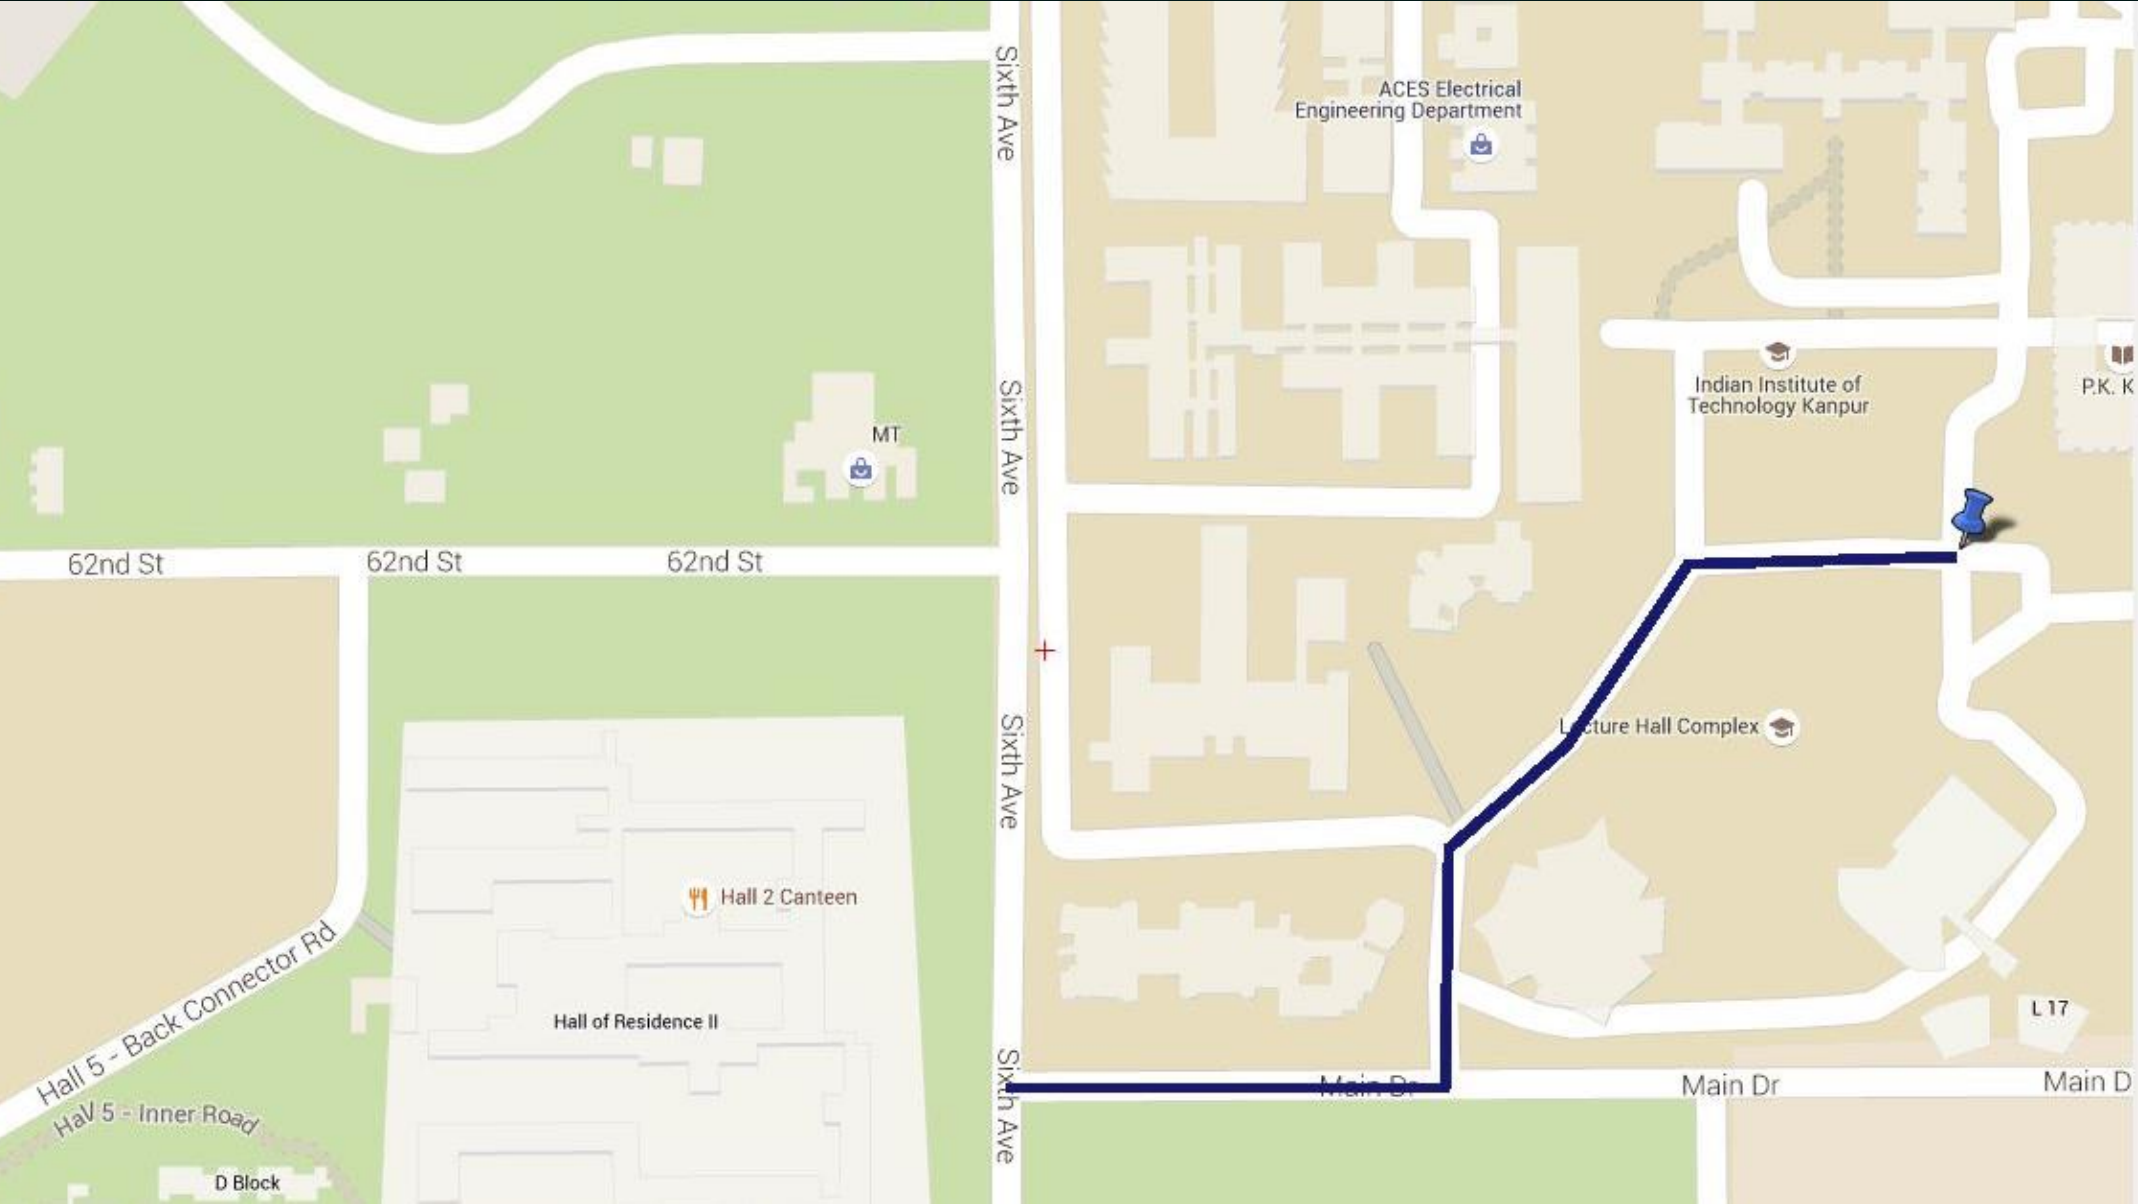 Sixth Ave
ACES Electrical
Engineering Department
Sixth Ave
Indian Institute of
Technology Kanpur
P.K. K
MT
62nd St
62nd St
62nd St
Sixth Ave
Lecture Hall Complex
Hall 2 Canteen
Hall 5 - Back Connector Rd
Hall of Residence II
L 17
Sixth Ave
Main Dr
Main Dr
Main D
Hall 5 - Inner Road
D Block